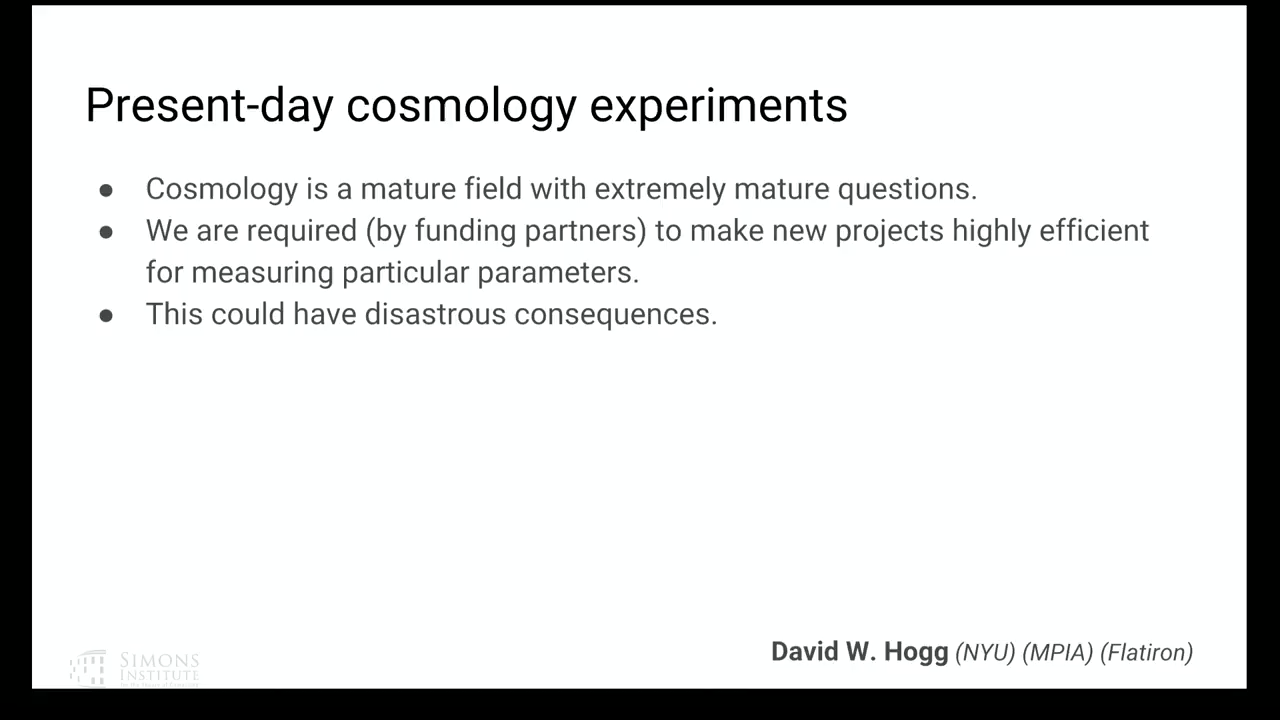 Present-day cosmology experiments
● Cosmology is a mature field with extremely mature questions.
● We are required (by funding partners) to make new projects highly efficient
for measuring particular parameters.
● This could have disastrous consequences.
David W. Hogg (NYU) (MPIA) (Flatiron)
SIMONS
INSTITUTE